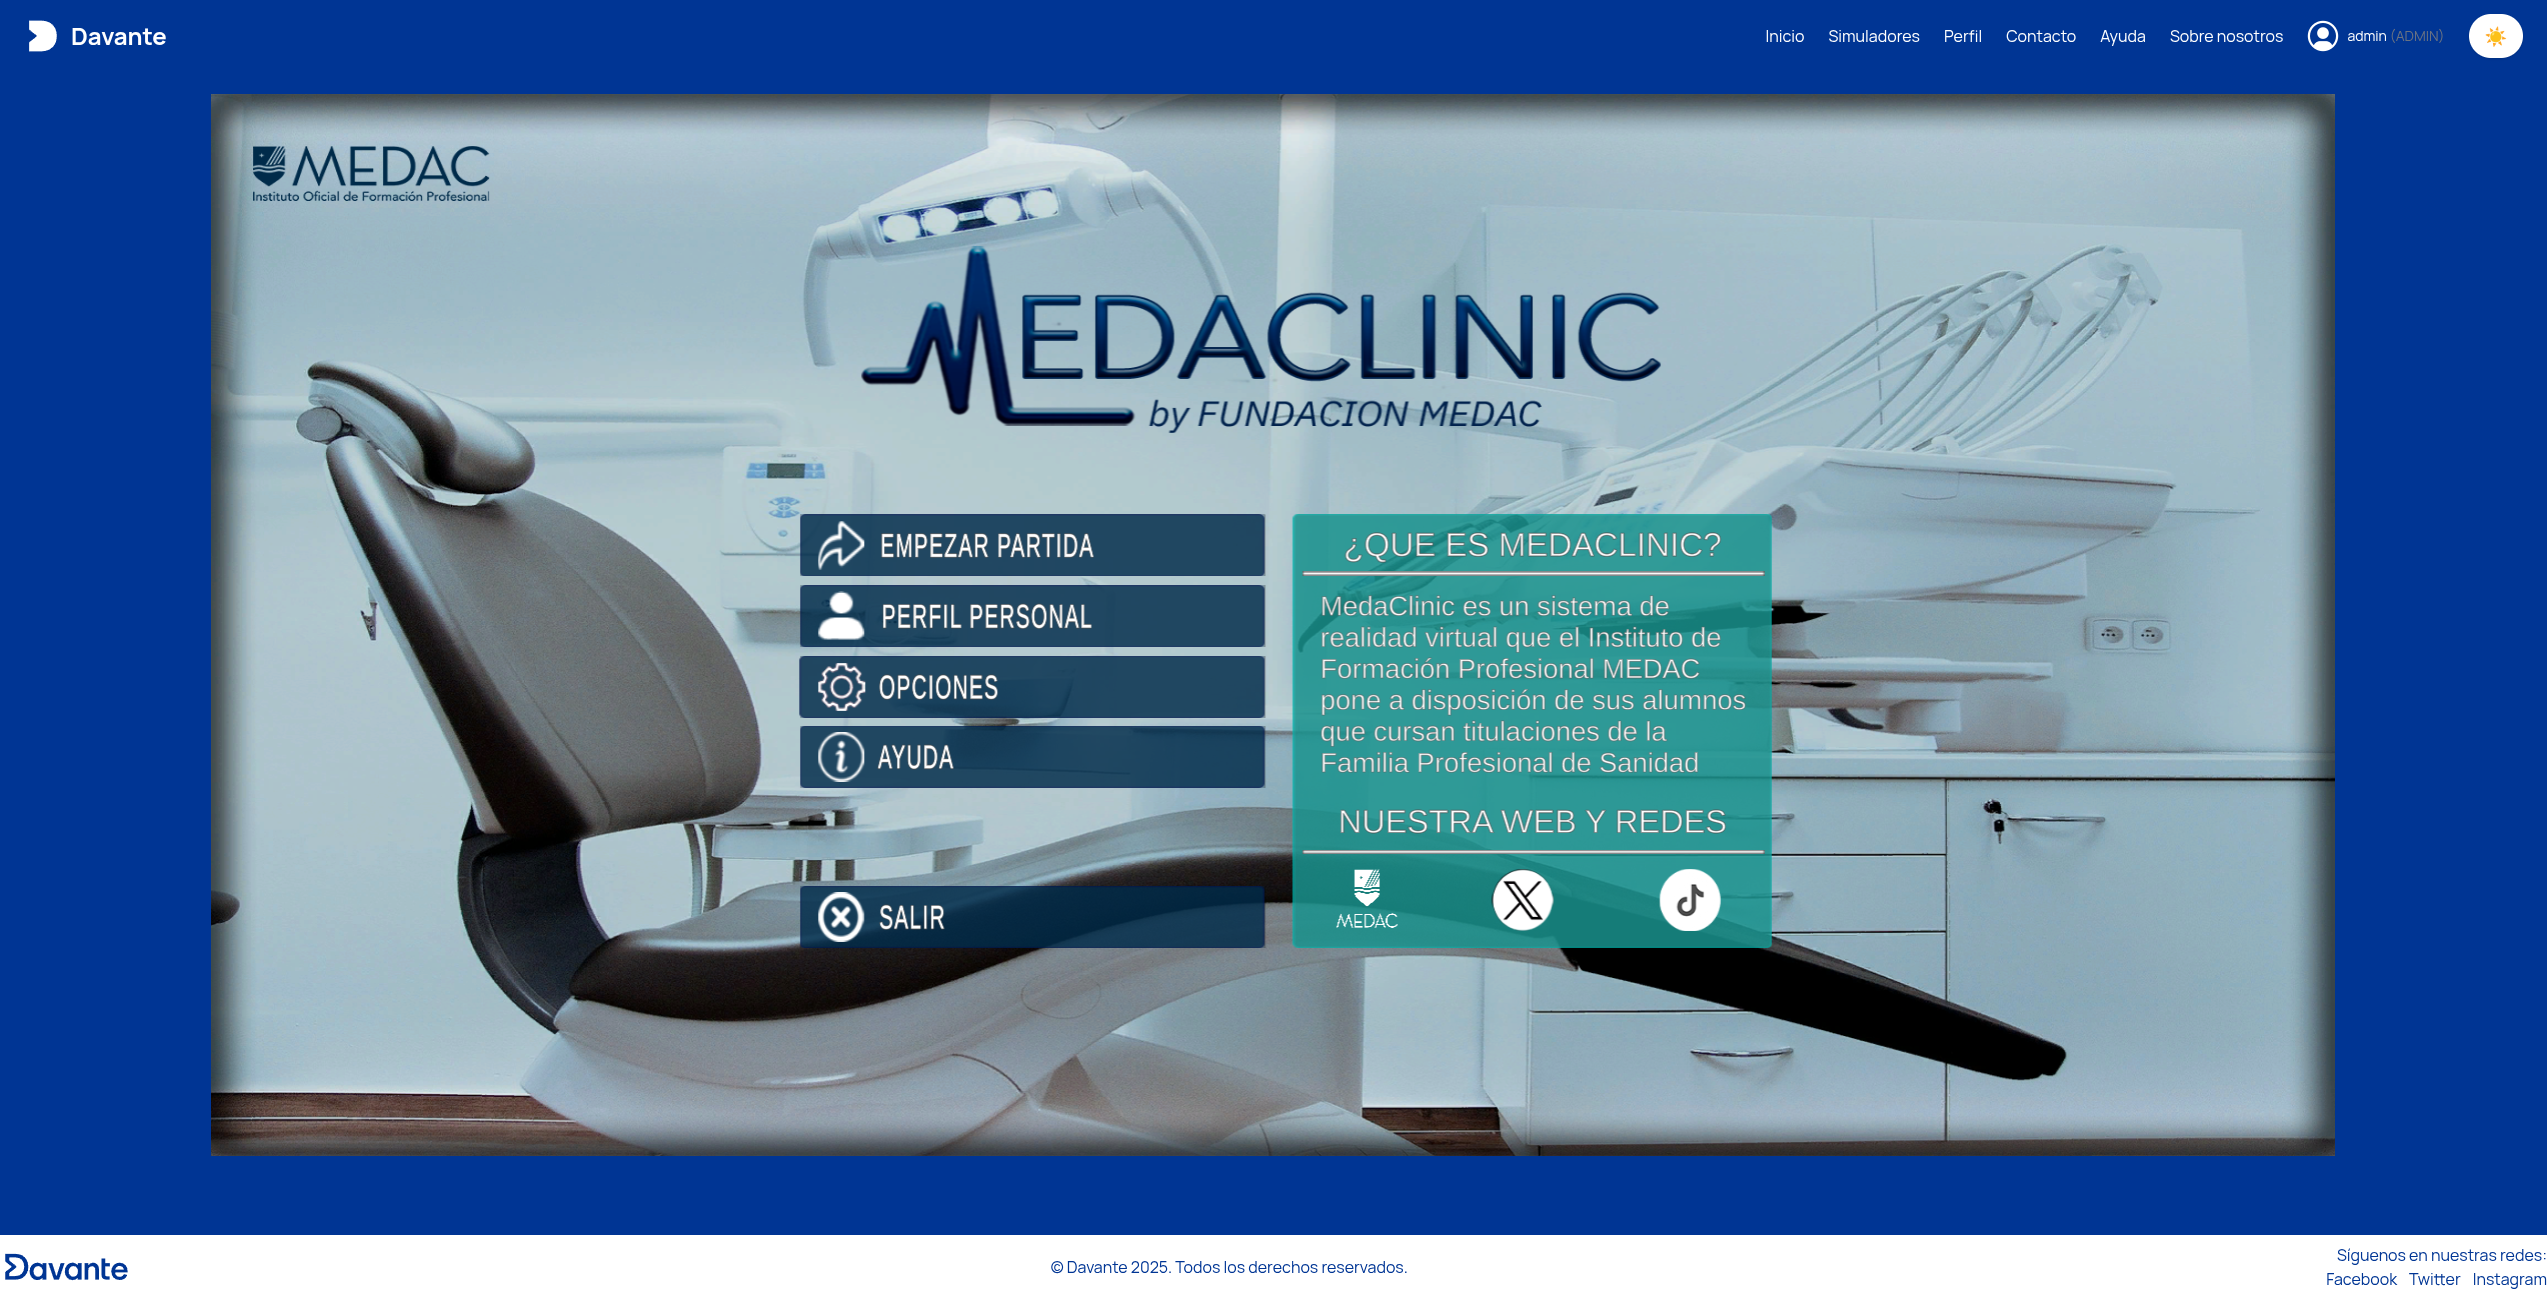 Davante
Inicio Simuladores Perfil Contacto Ayuda Sobre nosotros admin (ADMIN)
MEDAC
Instituto Oficial de Formación Profesional
MEDACLINIC
by FUNDACION MEDAC
EMPEZAR PARTIDA
PERFIL PERSONAL
OPCIONES
AYUDA
SALIR
¿QUE ES MEDACLINIC?
MedaClinic es un sistema de
realidad virtual que el Instituto de
Formación Profesional MEDAC
pone a disposición de sus alumnos
que cursan titulaciones de la
Familia Profesional de Sanidad
NUESTRA WEB Y REDES
MEDAC
Davante
© Davante 2025. Todos los derechos reservados.
Síguenos en nuestras redes:
Facebook Twitter Instagram